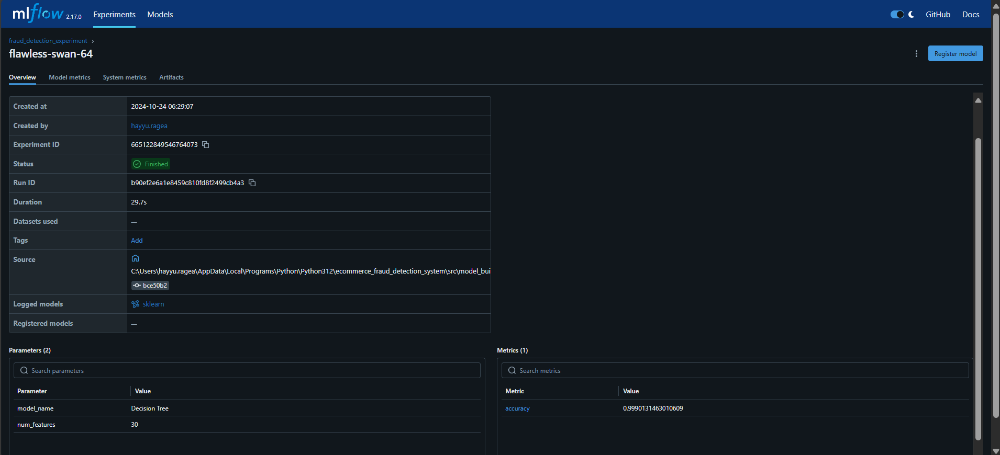 mlflow 2.17.0 Experiments Models GitHub Docs
fraud_detection_experiment
flawless-swan-64
Register model
Overview Model metrics System metrics Artifacts
Created at 2024-10-24 06:29:07
Created by hayyu.ragea
Experiment ID 665122849546764073
Status Finished
Run ID b90ef2e6a1e8459c810fd8f2499cb4a3
Duration 29.7s
Datasets used —
Tags Add
Source
C:\Users\hayyu.ragea\AppData\Local\Programs\Python\Python312\ecommerce_fraud_detection_system\src\model_bui
bce50b2
Logged models sklearn
Registered models —
Parameters (2)
Search parameters
Parameter Value
model_name Decision Tree
num_features 30
Metrics (1)
Search metrics
Metric Value
accuracy 0.9990131463010609